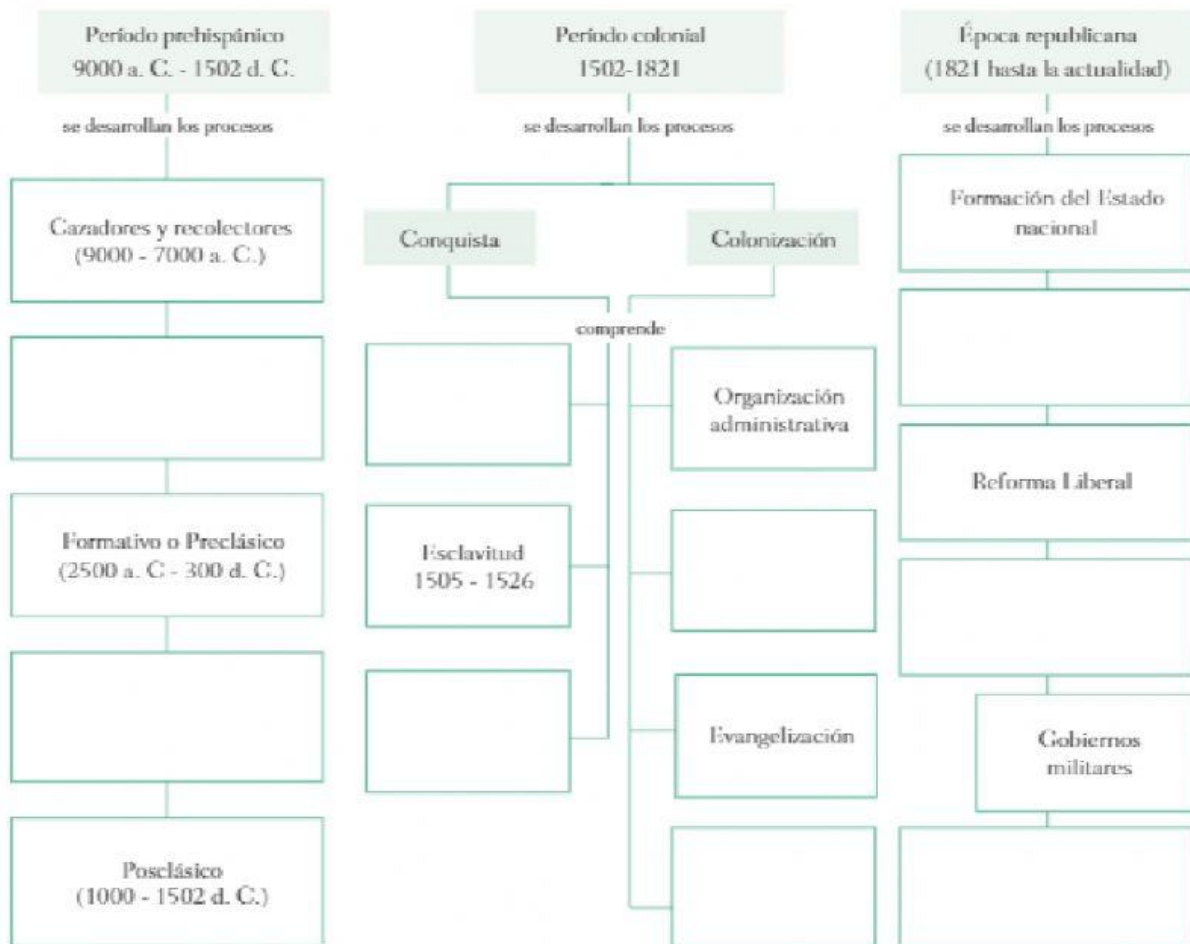 Período prehispánico
9000 a. C. - 1502 d. C.
se desarrollan los procesos
Cazadores y recolectores
(9000 - 7000 a. C.)
Formativo o Preclásico
(2500 a. C - 300 d. C.)
Posclásico
(1000 - 1502 d. C.)
Período colonial
1502-1821
se desarrollan los procesos
Conquista
Colonización
comprende
Esclavitud
1505 - 1526
Organización
administrativa
Evangelización
Época republicana
(1821 hasta la actualidad)
se desarrollan los procesos
Formación del Estado
nacional
Reforma Liberal
Gobiernos
militares